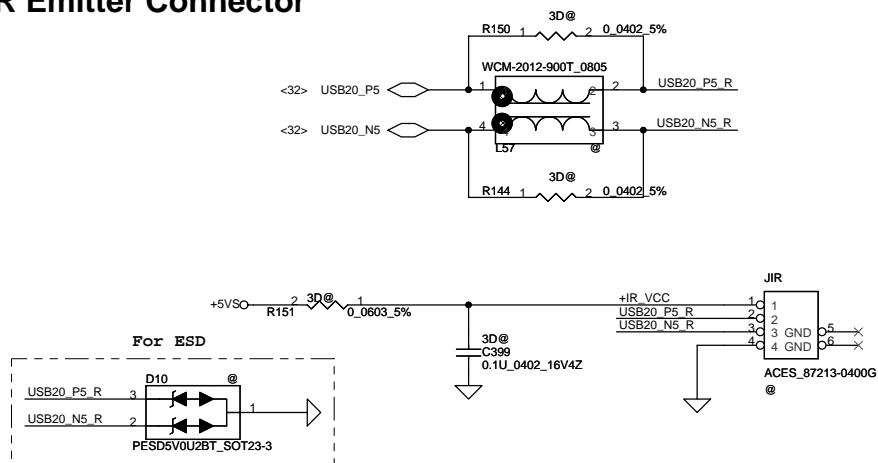 R Emitter Connector
3D@
R150 1 2 0_0402_5%
WCM-2012-900T_0805
<32> USB20_P5 1 1 2 2 USB20_P5_R
<32> USB20_N5 4 4 3 3 USB20_N5_R
L57 @
3D@
R144 1 2 0_0402_5%
JIR
+5VS 2 3D@ 1 +IR_VCC 1 1
R151 0_0603_5%
USB20_P5_R 2 2
USB20_N5_R 3 3 GND 5
4 4 GND 6
3D@
C399
0.1U_0402_16V4Z
ACES_87213-0400G
@
For ESD
D10 @
USB20_P5_R 3
1
USB20_N5_R 2
PESD5V0U2BT_SOT23-3